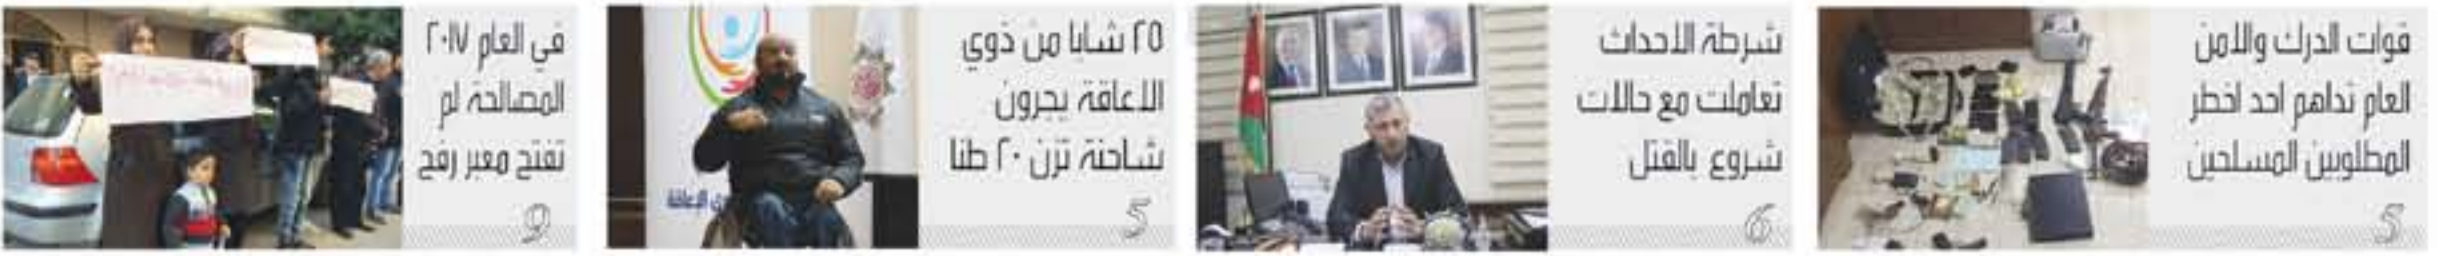 قوات الدرك والامن
العام تداهم احد اخطر
المطلوبين المسلحين
5
شرطة الاحداث
تعاملت مع حالات
شروع بالقتل
6
٢٥ شابا من ذوي
الاعاقة يجرون
شاحنة تزن ٢٠ طنا
5
في العام ٢٠١٧
المصالحة لم
تفتح معبر رفح
9